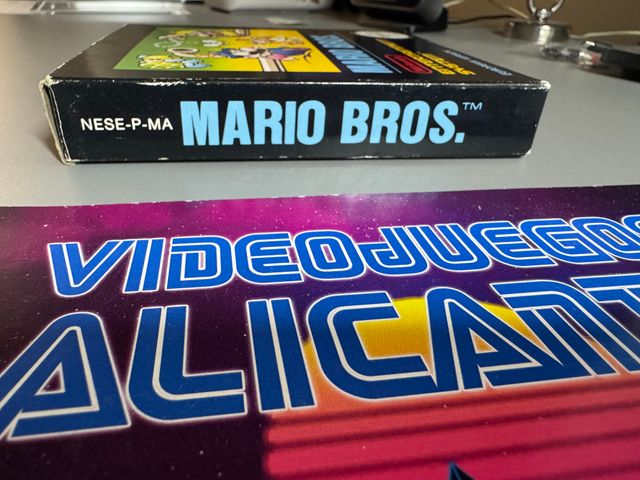 NESE-P-MA MARIO BROS.™
VIDEOJUEGOS
ALICANT